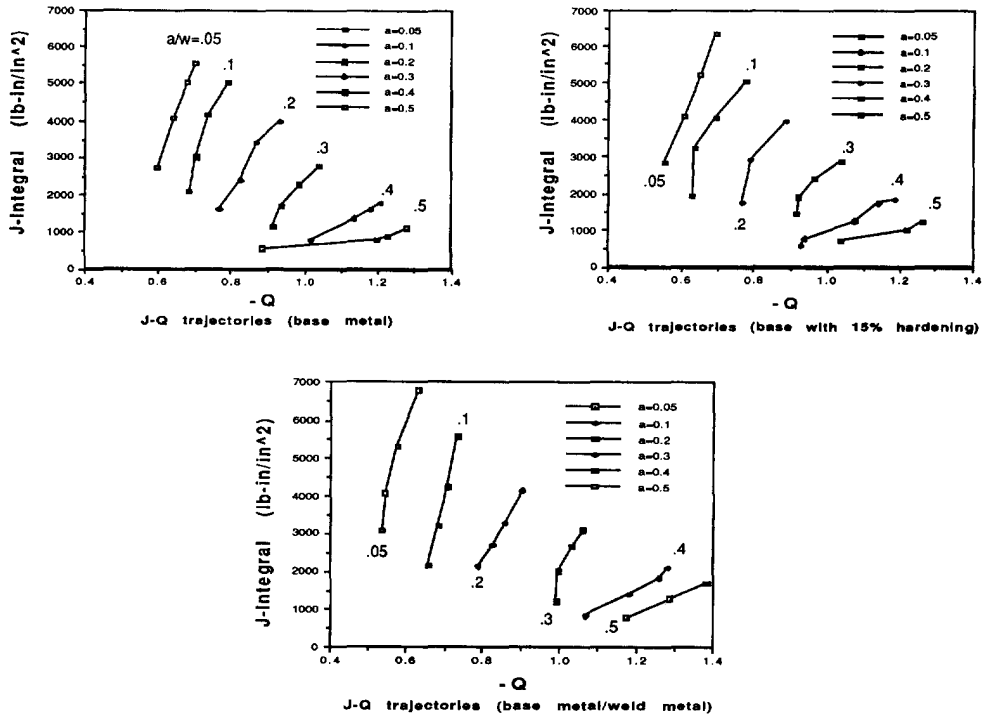 J-Integral (lb-in/in^2)
7000
6000
5000
4000
3000
2000
1000
0
a/w=.05
.1
.2
.3
.4
.5
a=0.05
a=0.1
a=0.2
a=0.3
a=0.4
a=0.5
0.4 0.6 0.8 1.0 1.2 1.4
- Q
J-Q trajectories (base metal)
J-Integral (lb-in/in^2)
7000
6000
5000
4000
3000
2000
1000
0
.05
.1
.2
.3
.4
.5
a=0.05
a=0.1
a=0.2
a=0.3
a=0.4
a=0.5
0.4 0.6 0.8 1.0 1.2 1.4
- Q
J-Q trajectories (base with 15% hardening)
J-Integral (lb-in/in^2)
7000
6000
5000
4000
3000
2000
1000
0
.05
.1
.2
.3
.4
.5
a=0.05
a=0.1
a=0.2
a=0.3
a=0.4
a=0.5
0.4 0.6 0.8 1.0 1.2 1.4
- Q
J-Q trajectories (base metal/weld metal)